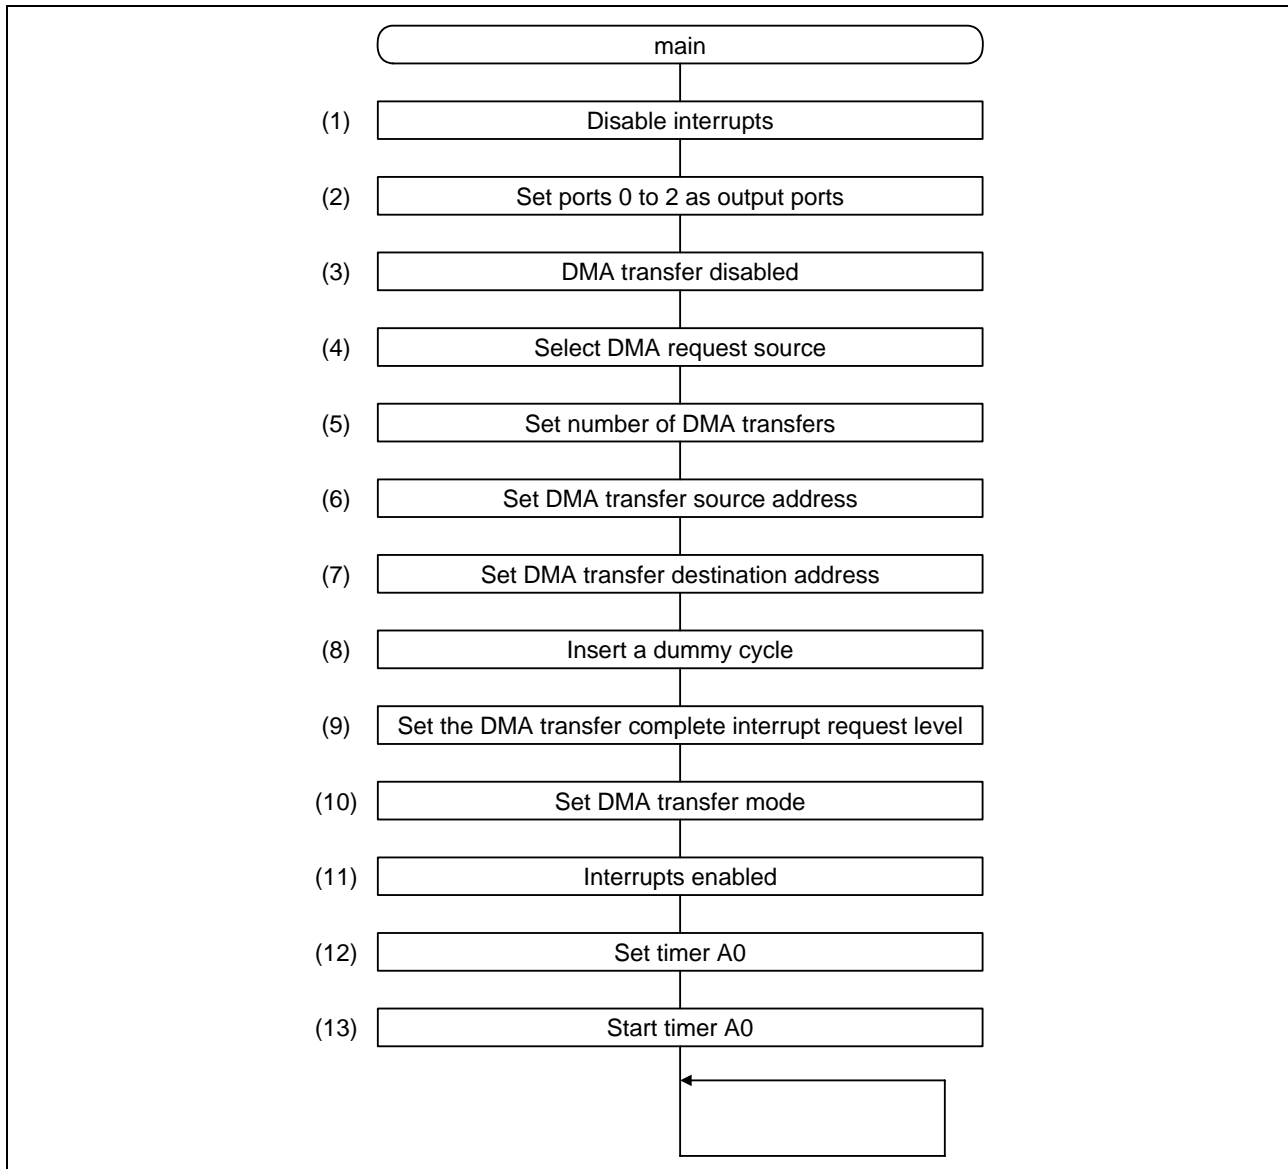 main
(1) Disable interrupts
(2) Set ports 0 to 2 as output ports
(3) DMA transfer disabled
(4) Select DMA request source
(5) Set number of DMA transfers
(6) Set DMA transfer source address
(7) Set DMA transfer destination address
(8) Insert a dummy cycle
(9) Set the DMA transfer complete interrupt request level
(10) Set DMA transfer mode
(11) Interrupts enabled
(12) Set timer A0
(13) Start timer A0